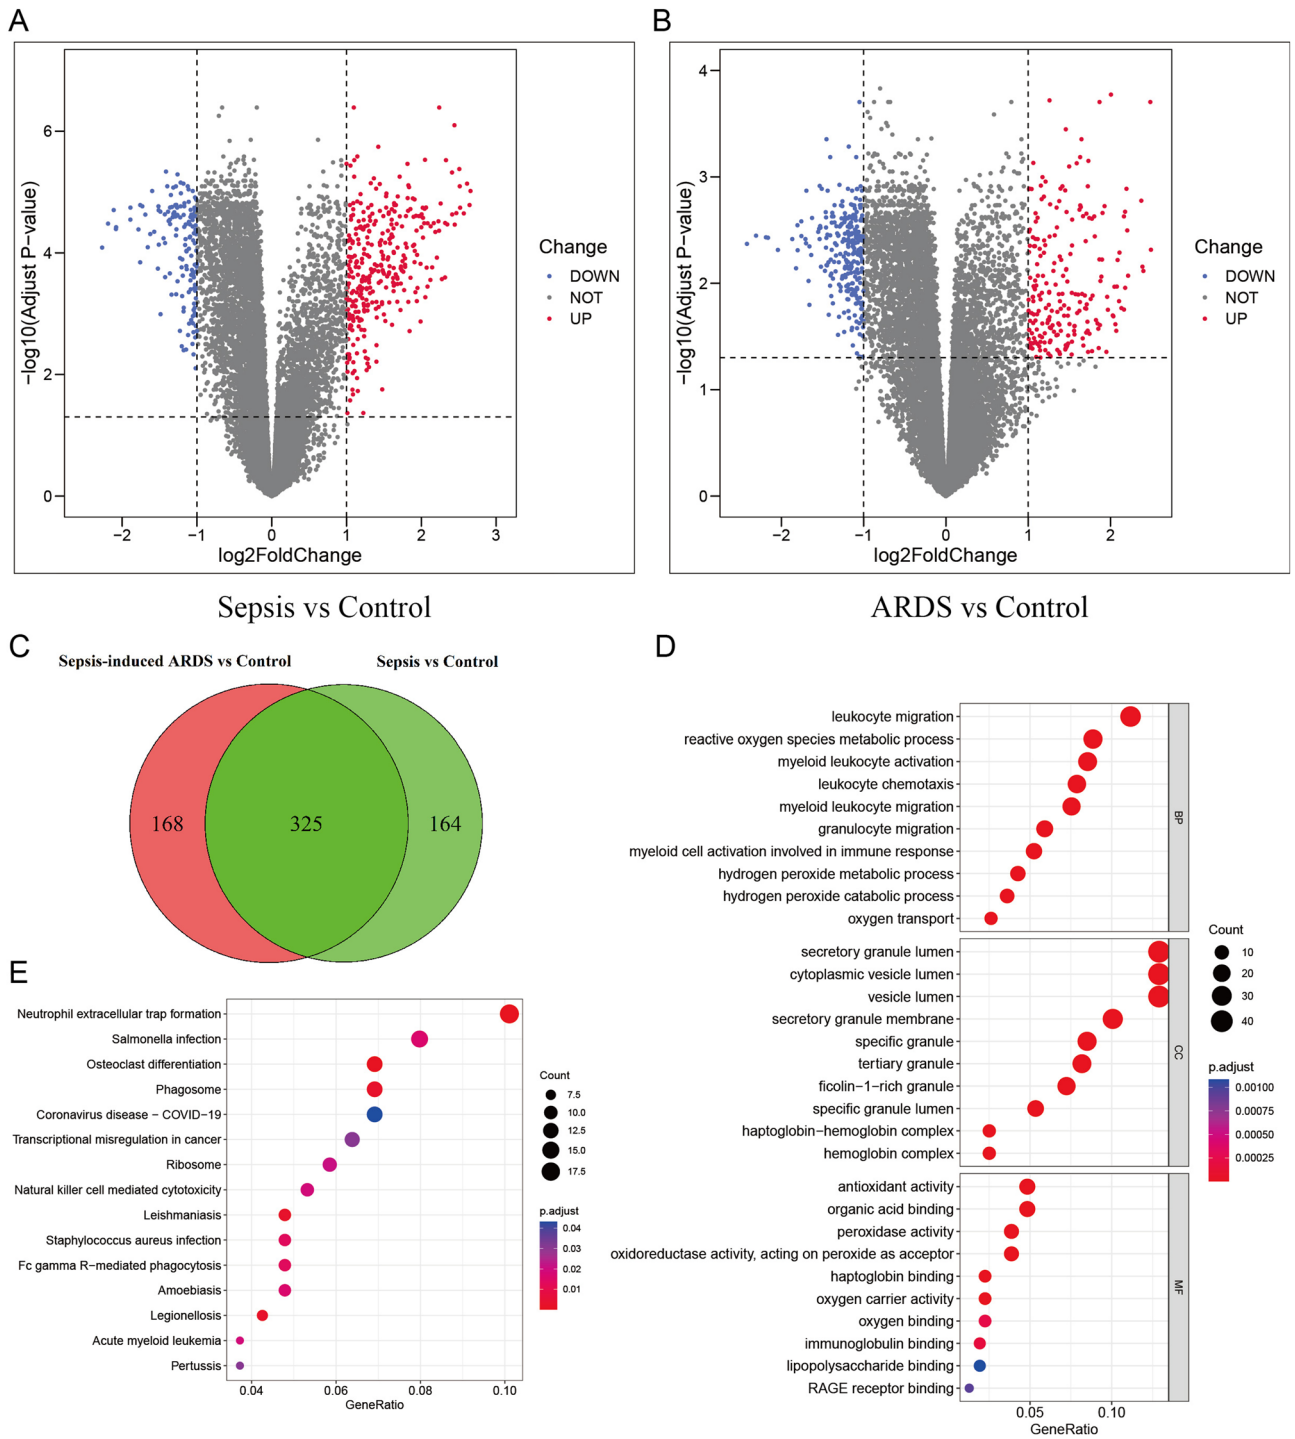 A
−log10(Adjust P−value)
6
4
2
0
−2
−1
0
1
2
3
log2FoldChange
Change
DOWN
NOT
UP
Sepsis vs Control
B
−log10(Adjust P−value)
4
3
2
1
0
−2
−1
0
1
2
log2FoldChange
Change
DOWN
NOT
UP
ARDS vs Control
C
Sepsis-induced ARDS vs Control
Sepsis vs Control
168
325
164
D
leukocyte migration
reactive oxygen species metabolic process
myeloid leukocyte activation
leukocyte chemotaxis
myeloid leukocyte migration
granulocyte migration
myeloid cell activation involved in immune response
hydrogen peroxide metabolic process
hydrogen peroxide catabolic process
oxygen transport
BP
secretory granule lumen
cytoplasmic vesicle lumen
vesicle lumen
secretory granule membrane
specific granule
tertiary granule
ficolin−1−rich granule
specific granule lumen
haptoglobin−hemoglobin complex
hemoglobin complex
CC
antioxidant activity
organic acid binding
peroxidase activity
oxidoreductase activity, acting on peroxide as acceptor
haptoglobin binding
oxygen carrier activity
oxygen binding
immunoglobulin binding
lipopolysaccharide binding
RAGE receptor binding
MF
0.05
0.10
GeneRatio
Count
10
20
30
40
p.adjust
0.00100
0.00075
0.00050
0.00025
E
Neutrophil extracellular trap formation
Salmonella infection
Osteoclast differentiation
Phagosome
Coronavirus disease − COVID−19
Transcriptional misregulation in cancer
Ribosome
Natural killer cell mediated cytotoxicity
Leishmaniasis
Staphylococcus aureus infection
Fc gamma R−mediated phagocytosis
Amoebiasis
Legionellosis
Acute myeloid leukemia
Pertussis
0.04
0.06
0.08
0.10
GeneRatio
Count
7.5
10.0
12.5
15.0
17.5
p.adjust
0.04
0.03
0.02
0.01